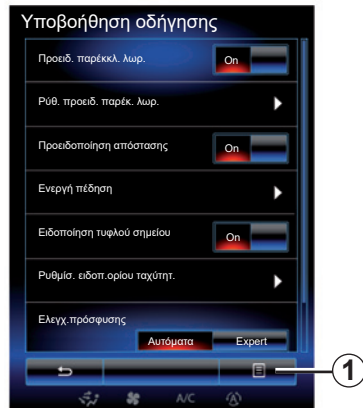 Υποβοήθηση οδήγησης
Προειδ. παρέκκλ. λωρ.
On
Ρύθ. προειδ. παρέκ. λωρ.
Προειδοποίηση απόστασης
On
Ενεργή πέδηση
Ειδοποίηση τυφλού σημείου
On
Ρυθμίσ. ειδοπ.ορίου ταχύτητ.
Ελεγχ.πρόσφυσης
Αυτόματα Expert
1
A/C
A